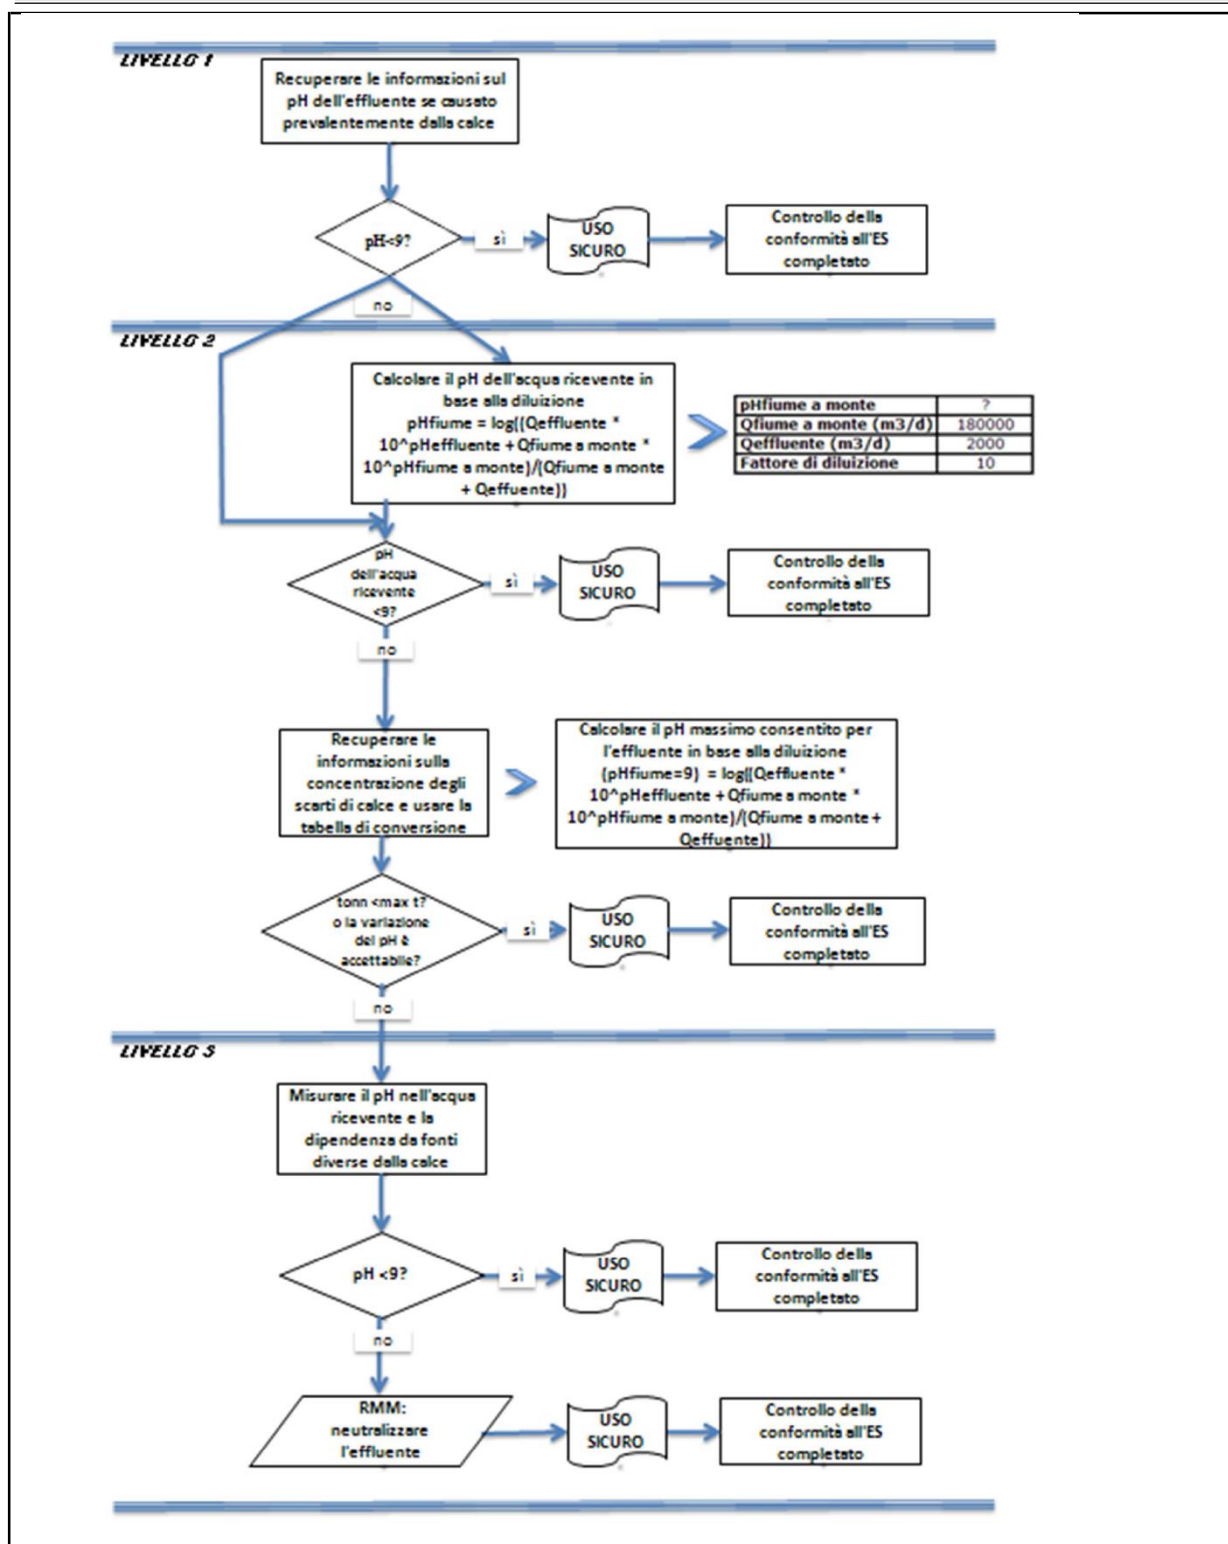 LIVELLO 1
Recuperare le informazioni sul
pH dell'effluente se causato
prevalentemente dalla calce
pH<9?
sì
USO
SICURO
Controllo della
conformità all'ES
completato
no
LIVELLO 2
Calcolare il pH dell'acqua ricevente in
base alla diluizione
pHfiume = log((Qeffluente *
10^pHeffluente + Qfiume a monte *
10^pHfiume a monte)/(Qfiume a monte
+ Qeffuente))
pHfiume a monte ?
Qfiume a monte (m3/d) 180000
Qeffluente (m3/d) 2000
Fattore di diluizione 10
pH
dell'acqua
ricevente
<9?
sì
USO
SICURO
Controllo della
conformità all'ES
completato
no
Recuperare le
informazioni sulla
concentrazione degli
scarti di calce e usare la
tabella di conversione
Calcolare il pH massimo consentito per
l'effluente in base alla diluizione
(pHfiume=9) = log((Qeffluente *
10^pHeffluente + Qfiume a monte *
10^pHfiume a monte)/(Qfiume a monte +
Qeffuente))
tonn <max t?
o la variazione
del pH è
accettabile?
sì
USO
SICURO
Controllo della
conformità all'ES
completato
no
LIVELLO 3
Misurare il pH nell'acqua
ricevente e la
dipendenza da fonti
diverse dalla calce
pH <9?
sì
USO
SICURO
Controllo della
conformità all'ES
completato
no
RMM:
neutralizzare
l'effluente
USO
SICURO
Controllo della
conformità all'ES
completato